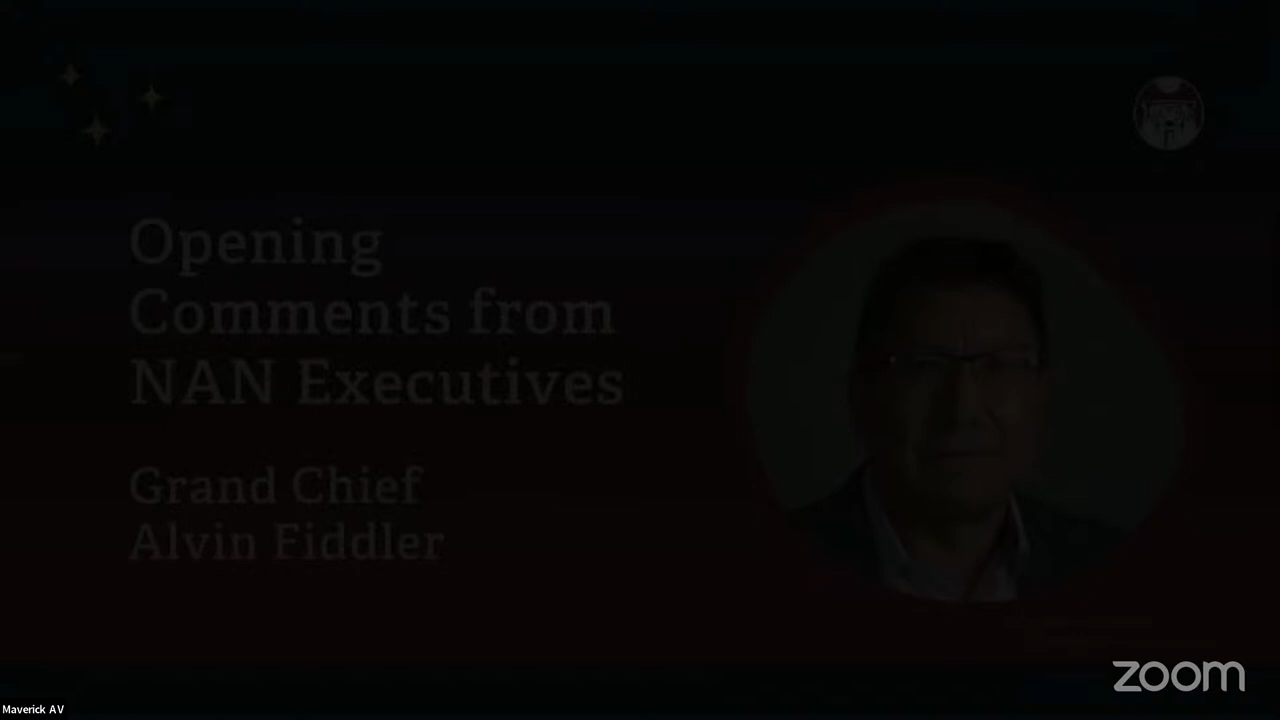 Opening
Comments from
NAN Executives
Grand Chief
Alvin Fiddler
zoom
Maverick AV